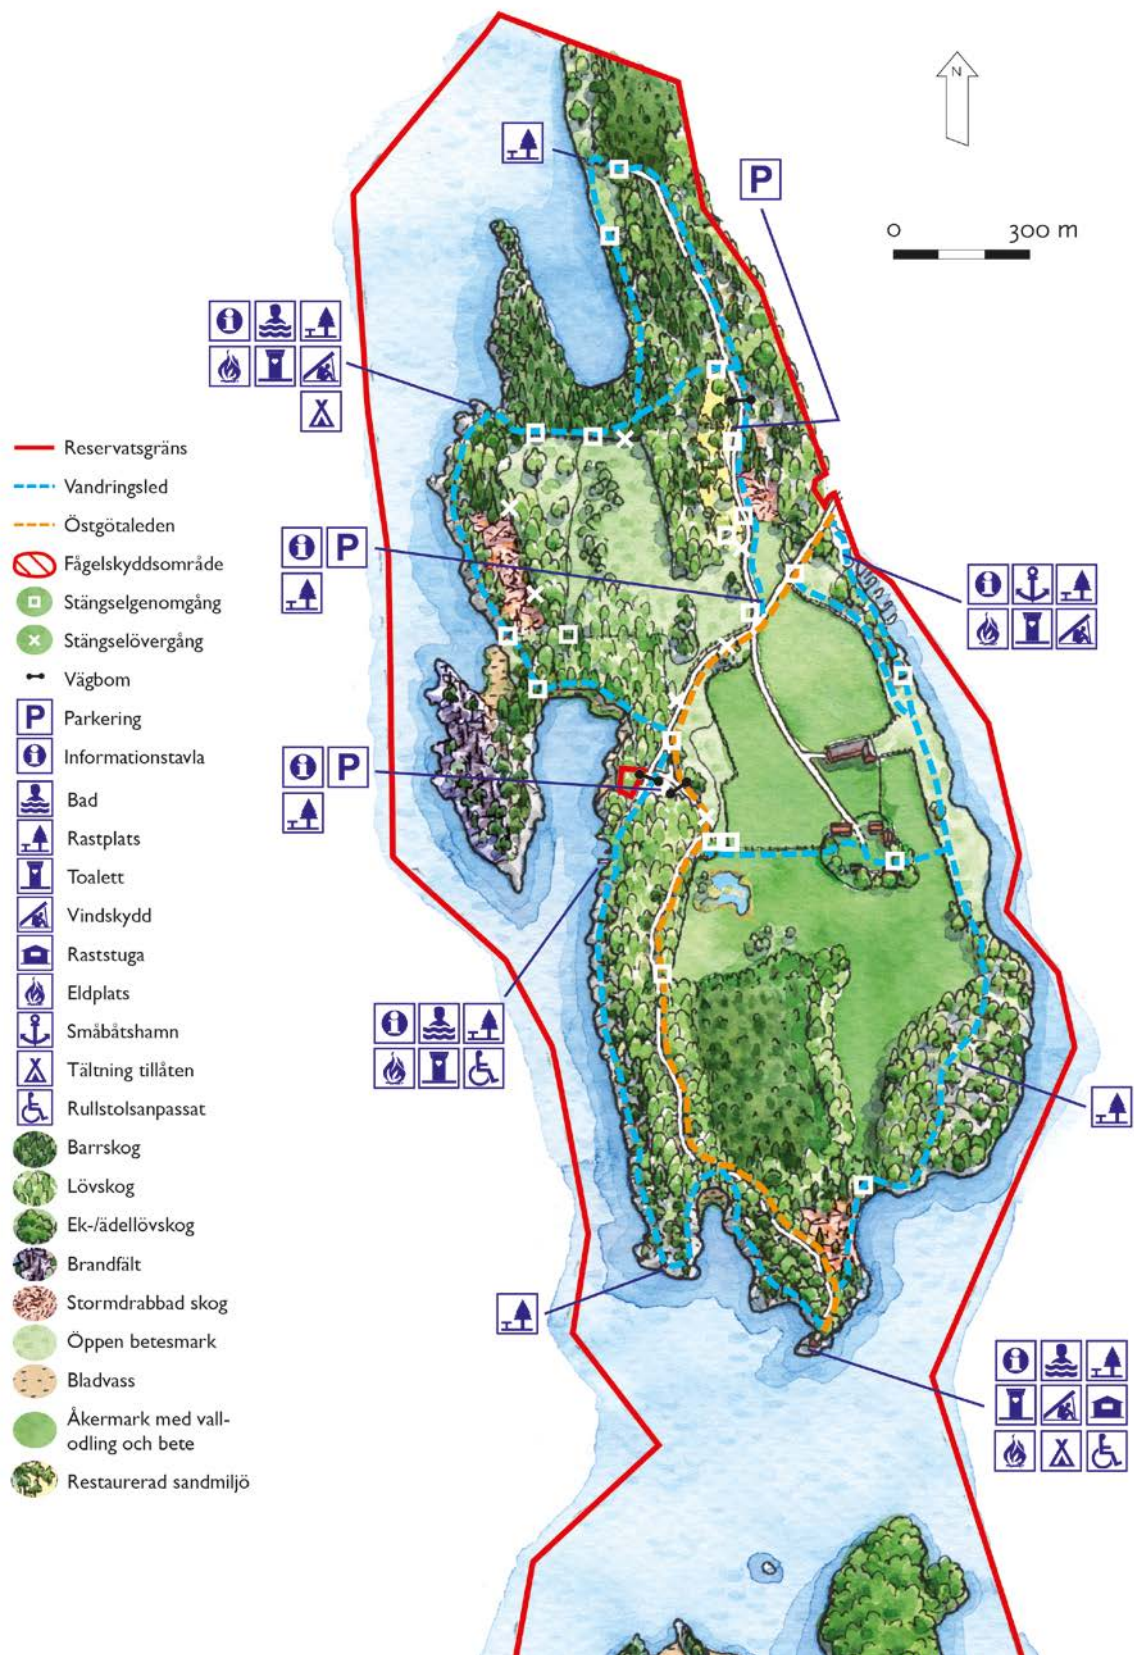 N
P
0 300 m
Reservatsgräns
Vandringsled
Östgötaleden
Fågelskyddsområde
Stängselgenomgång
Stängselövergång
Vägbom
P Parkering
Informationstavla
Bad
Rastplats
Toalett
Vindskydd
Raststuga
Eldplats
Småbåtshamn
Tältning tillåten
Rullstolsanpassat
Barrskog
Lövskog
Ek-/ädellövskog
Brandfält
Stormdrabbad skog
Öppen betesmark
Bladvass
Åkermark med vall-
odling och bete
Restaurerad sandmiljö
P
P